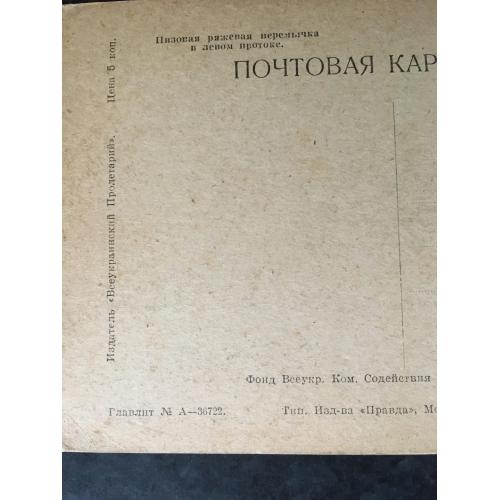 Низовая ряжевая перемычка
в левом протоке.
ПОЧТОВАЯ КАР
Издатель «Всеукраинский Пролетарий». Цена 5 коп.
Фонд Всеукр. Ком. Содействия
Главлит № А—36722.
Тип. Изд-ва «Правда», Мо